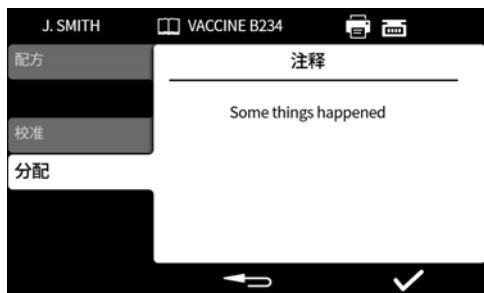 J. SMITH VACCINE B234
配方
注释
Some things happened
校准
分配